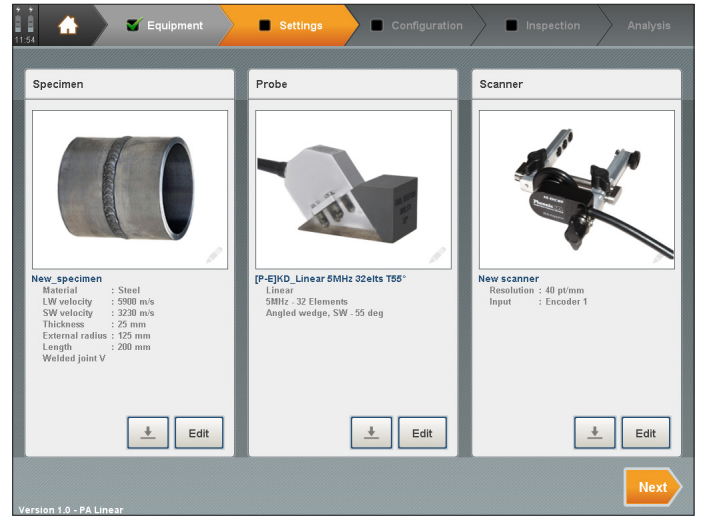 11:54
Equipment
Settings
Configuration
Inspection
Analysis
Specimen
Probe
Scanner
New_specimen
Material : Steel
LW velocity : 5900 m/s
SW velocity : 3230 m/s
Thickness : 25 mm
External radius : 125 mm
Length : 200 mm
Welded joint V
[P-E]KD_Linear 5MHz 32elts T55°
Linear
5MHz - 32 Elements
Angled wedge, SW - 55 deg
New scanner
Resolution : 40 pt/mm
Input : Encoder 1
Phoenix
Edit
Edit
Edit
Next
Version 1.0 - PA Linear